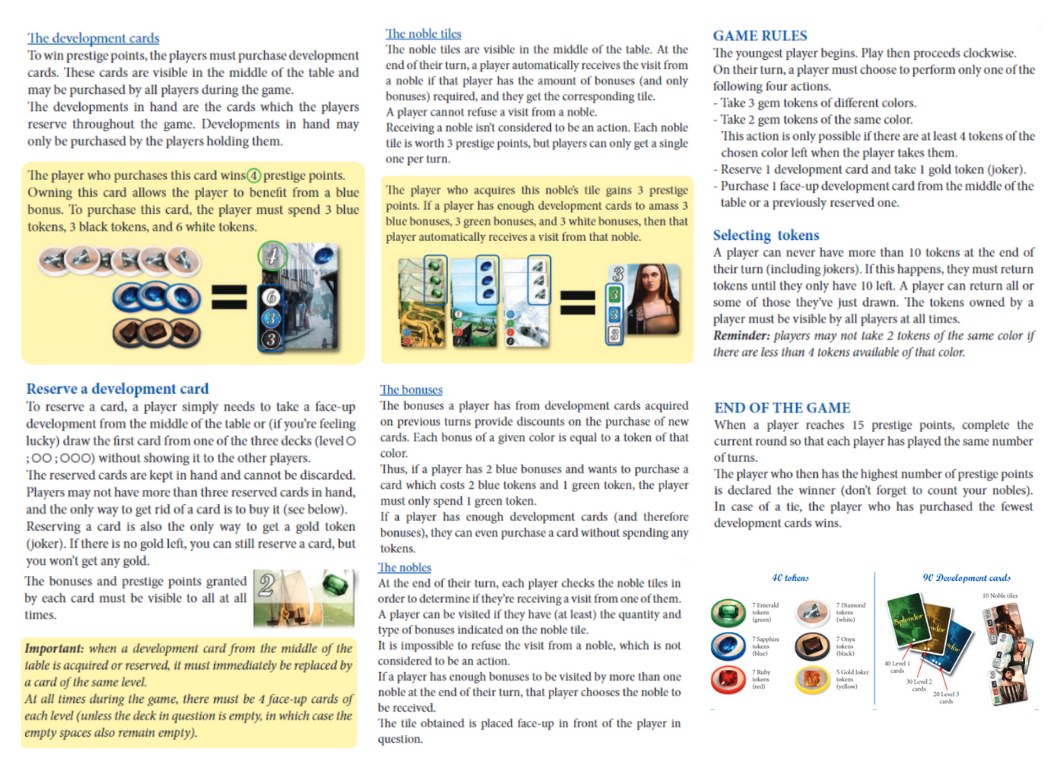 The development cards
To win prestige points, the players must purchase development
cards. These cards are visible in the middle of the table and
may be purchased by all players during the game.
The developments in hand are the cards which the players
reserve throughout the game. Developments in hand may
only be purchased by the players holding them.
The player who purchases this card wins 4 prestige points.
Owning this card allows the player to benefit from a blue
bonus. To purchase this card, the player must spend 3 blue
tokens, 3 black tokens, and 6 white tokens.
4
=
6
3
3
Reserve a development card
To reserve a card, a player simply needs to take a face-up
development from the middle of the table or (if you're feeling
lucky) draw the first card from one of the three decks (level O
; OO ; OOO) without showing it to the other players.
The reserved cards are kept in hand and cannot be discarded.
Players may not have more than three reserved cards in hand,
and the only way to get rid of a card is to buy it (see below).
Reserving a card is also the only way to get a gold token
(joker). If there is no gold left, you can still reserve a card, but
you won't get any gold.
The bonuses and prestige points granted
by each card must be visible to all at all
times.
2
Important: when a development card from the middle of the
table is acquired or reserved, it must immediately be replaced by
a card of the same level.
At all times during the game, there must be 4 face-up cards of
each level (unless the deck in question is empty, in which case the
empty spaces also remain empty).
The noble tiles
The noble tiles are visible in the middle of the table. At the
end of their turn, a player automatically receives the visit from
a noble if that player has the amount of bonuses (and only
bonuses) required, and they get the corresponding tile.
A player cannot refuse a visit from a noble.
Receiving a noble isn't considered to be an action. Each noble
tile is worth 3 prestige points, but players can only get a single
one per turn.
The player who acquires this noble's tile gains 3 prestige
points. If a player has enough development cards to amass 3
blue bonuses, 3 green bonuses, and 3 white bonuses, then that
player automatically receives a visit from that noble.
=
3
3
3
3
The bonuses
The bonuses a player has from development cards acquired
on previous turns provide discounts on the purchase of new
cards. Each bonus of a given color is equal to a token of that
color.
Thus, if a player has 2 blue bonuses and wants to purchase a
card which costs 2 blue tokens and 1 green token, the player
must only spend 1 green token.
If a player has enough development cards (and therefore
bonuses), they can even purchase a card without spending any
tokens.
The nobles
At the end of their turn, each player checks the noble tiles in
order to determine if they're receiving a visit from one of them.
A player can be visited if they have (at least) the quantity and
type of bonuses indicated on the noble tile.
It is impossible to refuse the visit from a noble, which is not
considered to be an action.
If a player has enough bonuses to be visited by more than one
noble at the end of their turn, that player chooses the noble to
be received.
The tile obtained is placed face-up in front of the player in
question.
GAME RULES
The youngest player begins. Play then proceeds clockwise.
On their turn, a player must choose to perform only one of the
following four actions.
- Take 3 gem tokens of different colors.
- Take 2 gem tokens of the same color.
This action is only possible if there are at least 4 tokens of the
chosen color left when the player takes them.
- Reserve 1 development card and take 1 gold token (joker).
- Purchase 1 face-up development card from the middle of the
table or a previously reserved one.
Selecting tokens
A player can never have more than 10 tokens at the end of
their turn (including jokers). If this happens, they must return
tokens until they only have 10 left. A player can return all or
some of those they've just drawn. The tokens owned by a
player must be visible by all players at all times.
Reminder: players may not take 2 tokens of the same color if
there are less than 4 tokens available of that color.
END OF THE GAME
When a player reaches 15 prestige points, complete the
current round so that each player has played the same number
of turns.
The player who then has the highest number of prestige points
is declared the winner (don't forget to count your nobles).
In case of a tie, the player who has purchased the fewest
development cards wins.
40 tokens
7 Emerald
tokens
(green)
7 Diamond
tokens
(white)
7 Sapphire
tokens
(blue)
7 Onyx
tokens
(black)
7 Ruby
tokens
(red)
5 Gold Joker
tokens
(yellow)
90 Development cards
10 Noble tiles
Splendor
40 Level 1
cards
30 Level 2
cards
20 Level 3
cards